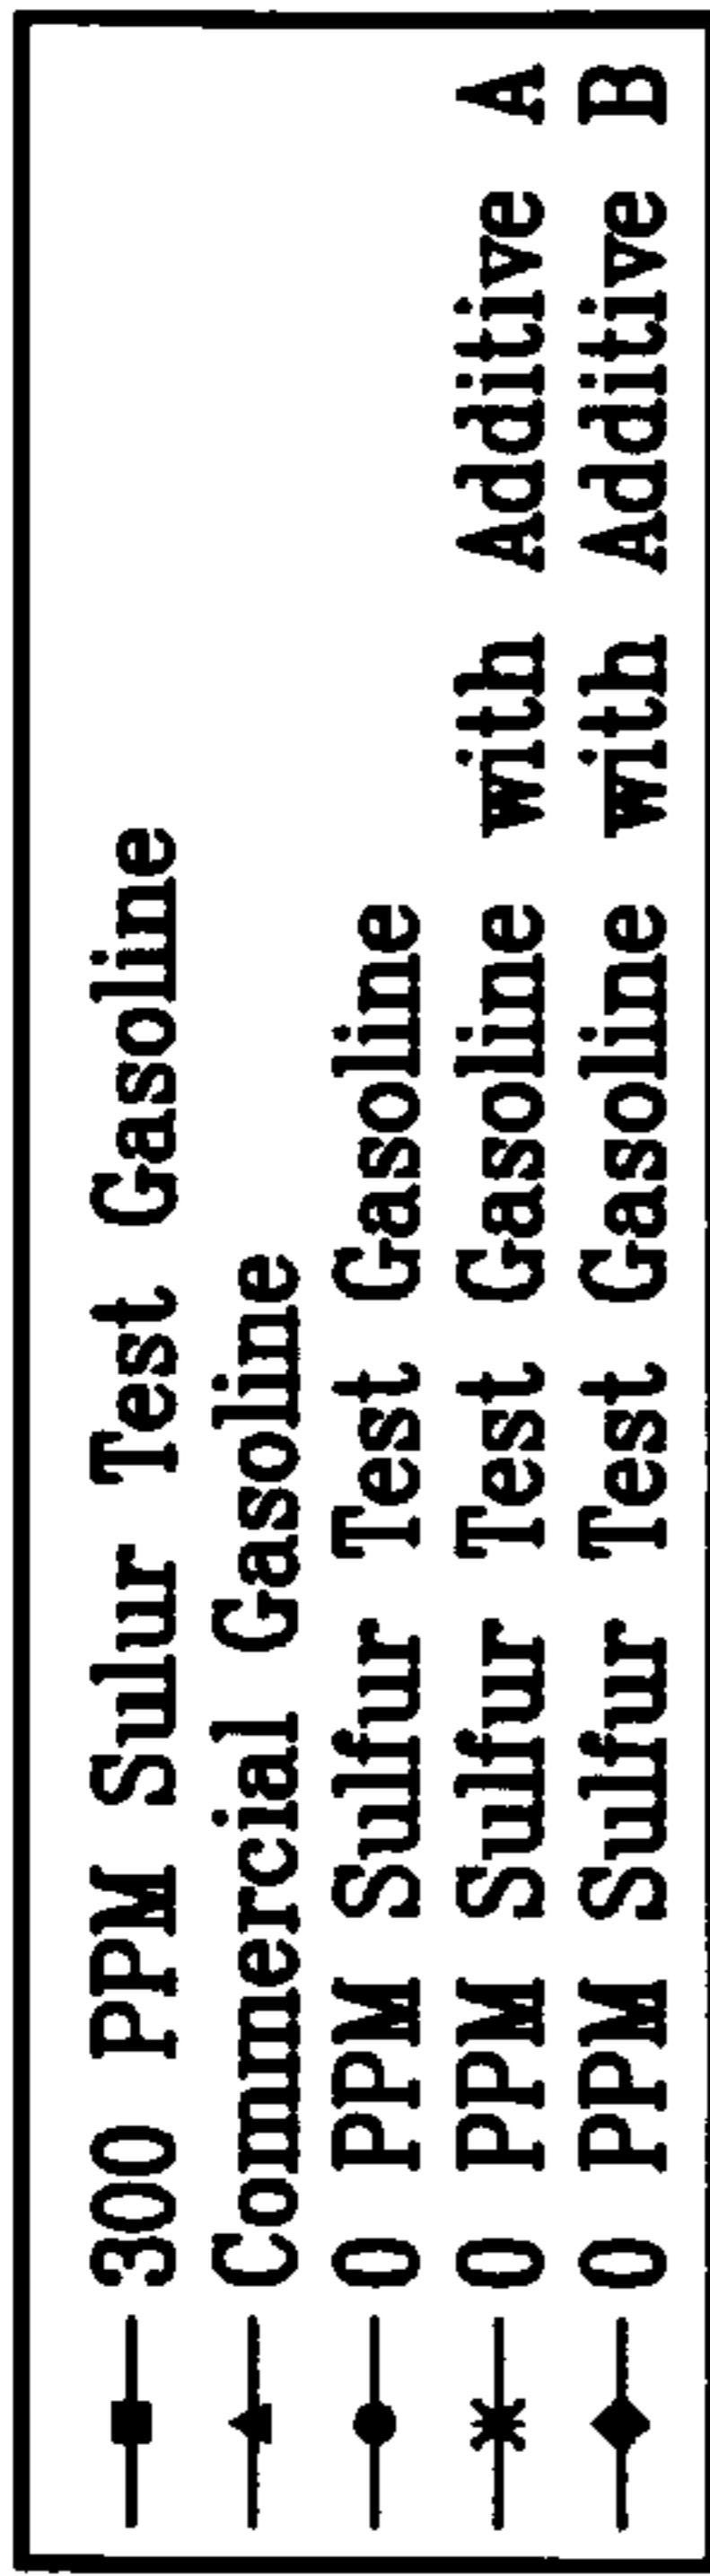 300 PPM Sulur Test Gasoline
Commercial Gasoline
0 PPM Sulfur Test Gasoline
0 PPM Sulfur Test Gasoline with Additive A
0 PPM Sulfur Test Gasoline with Additive B